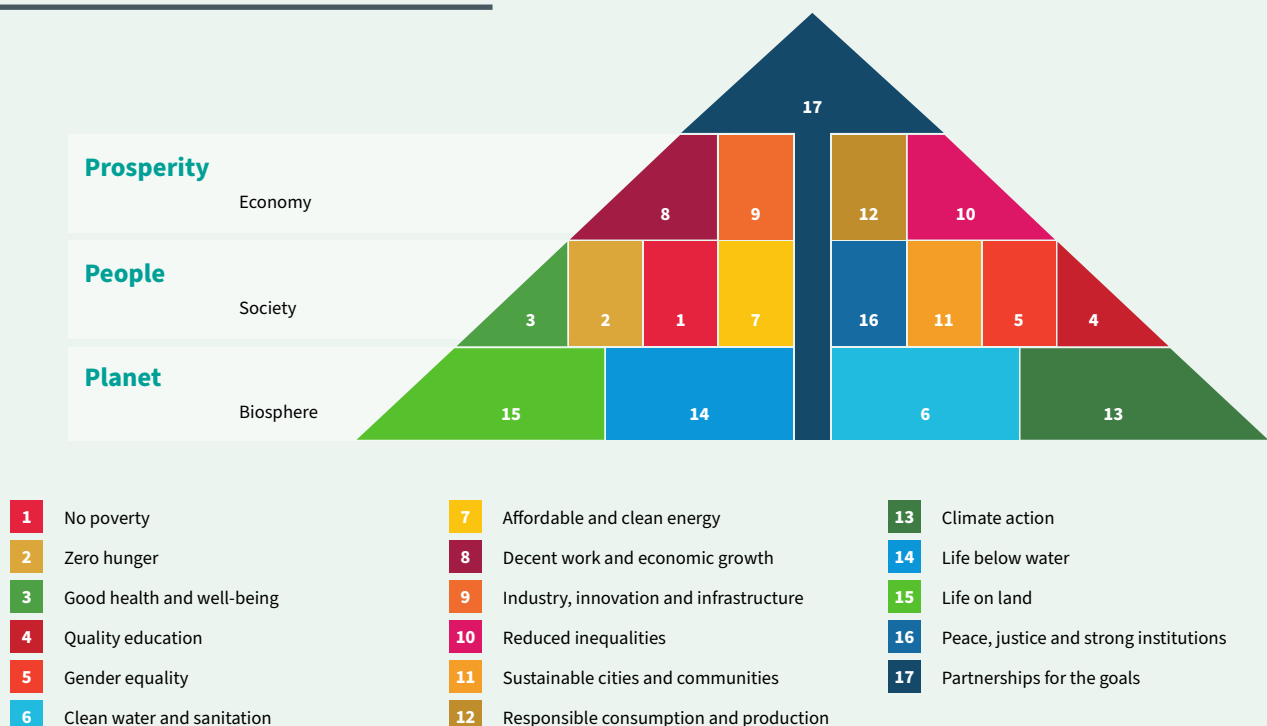 17
Prosperity
Economy
8 9 12 10
People
Society
3 2 1 7 16 11 5 4
Planet
Biosphere
15 14 6 13
1 No poverty
2 Zero hunger
3 Good health and well-being
4 Quality education
5 Gender equality
6 Clean water and sanitation
7 Affordable and clean energy
8 Decent work and economic growth
9 Industry, innovation and infrastructure
10 Reduced inequalities
11 Sustainable cities and communities
12 Responsible consumption and production
13 Climate action
14 Life below water
15 Life on land
16 Peace, justice and strong institutions
17 Partnerships for the goals